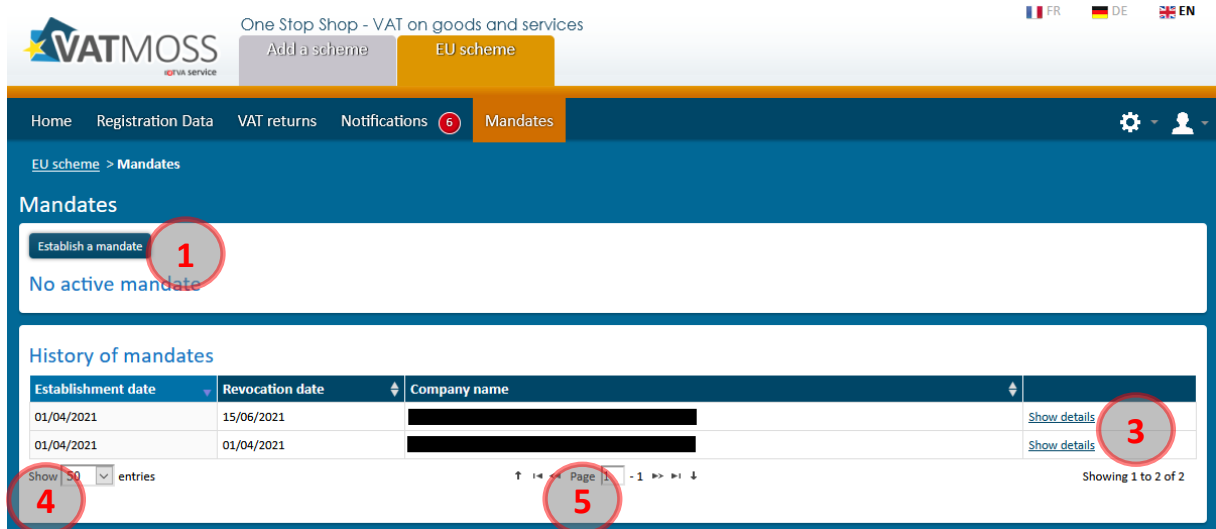 FR DE EN
One Stop Shop - VAT on goods and services
VATMOSS
eTVA service
Add a scheme EU scheme
Home Registration Data VAT returns Notifications 6 Mandates
EU scheme > Mandates
Mandates
Establish a mandate 1
No active mandate
History of mandates
Establishment date Revocation date Company name
01/04/2021 15/06/2021 Show details
01/04/2021 01/04/2021 Show details
3
Show 50 entries Page 1 - 1 Showing 1 to 2 of 2
4 5